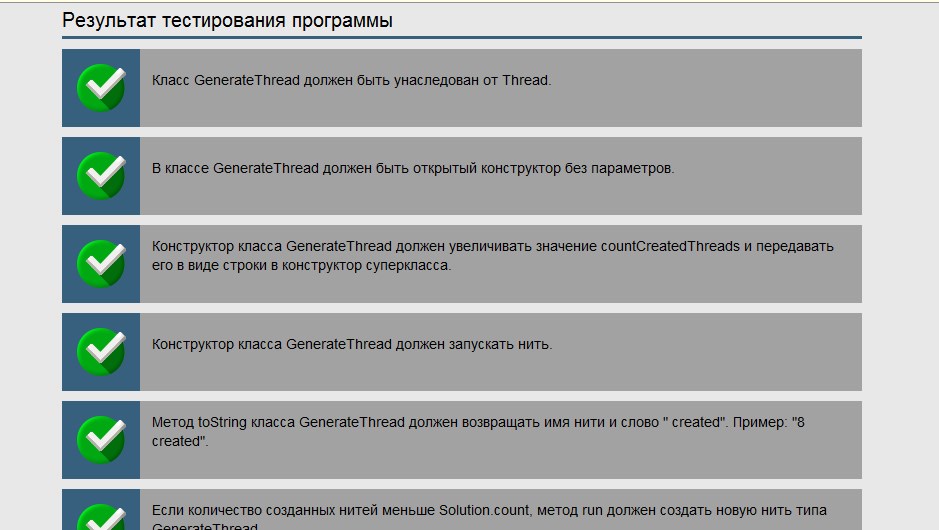 Результат тестирования программы
Класс GenerateThread должен быть унаследован от Thread.
В классе GenerateThread должен быть открытый конструктор без параметров.
Конструктор класса GenerateThread должен увеличивать значение countCreatedThreads и передавать
его в виде строки в конструктор суперкласса.
Конструктор класса GenerateThread должен запускать нить.
Метод toString класса GenerateThread должен возвращать имя нити и слово " created". Пример: "8
created".
Если количество созданных нитей меньше Solution.count, метод run должен создать новую нить типа
GenerateThread.